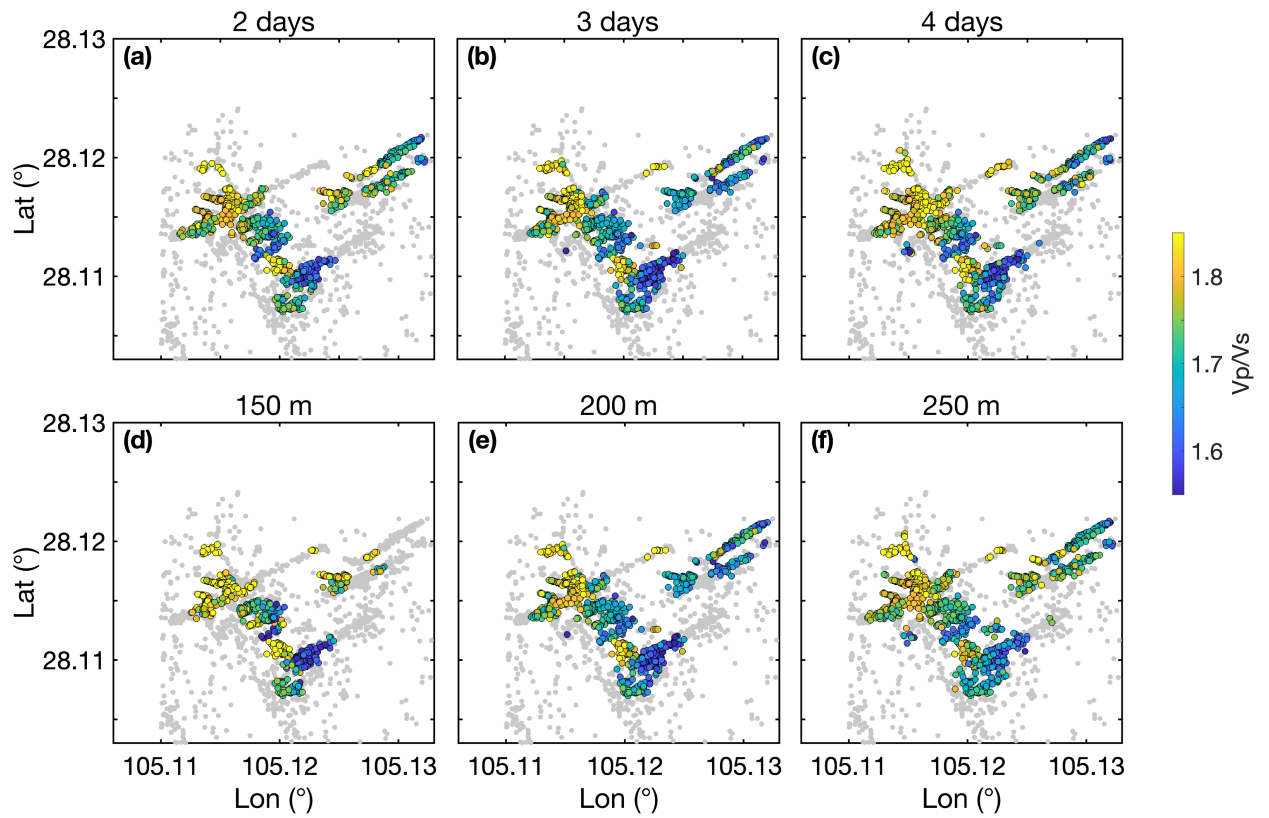 2 days
3 days
4 days
(a)
(b)
(c)
28.13
28.12
28.11
Lat (°)
150 m
200 m
250 m
(d)
(e)
(f)
28.13
28.12
28.11
Lat (°)
105.11
105.12
105.13
105.11
105.12
105.13
105.11
105.12
105.13
Lon (°)
Lon (°)
Lon (°)
1.8
1.7
1.6
Vp/Vs